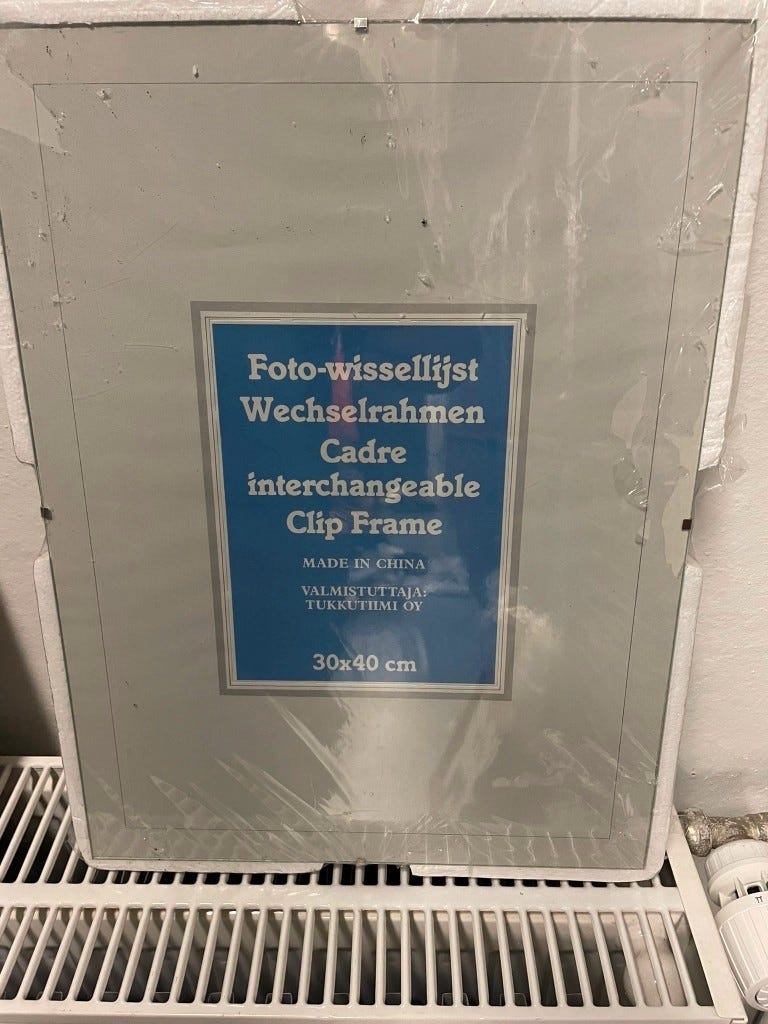 Foto-wissellijst
Wechselrahmen
Cadre
interchangeable
Clip Frame
MADE IN CHINA
VALMISTUTTAJA:
TUKKUTIIMI OY
30x40 cm